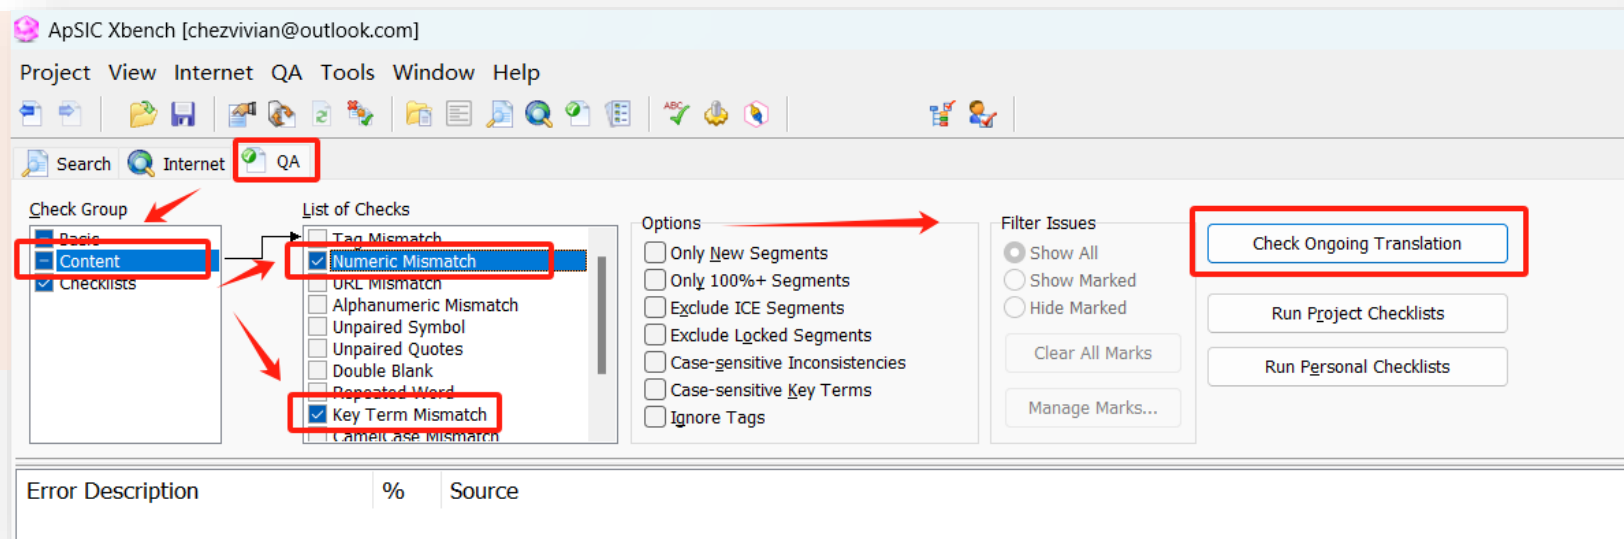 ApSIC Xbench [chezvivian@outlook.com]
Project View Internet QA Tools Window Help
ABC
Search Internet QA
Check Group
Basic
Content
Checklists
List of Checks
Tag Mismatch
Numeric Mismatch
URL Mismatch
Alphanumeric Mismatch
Unpaired Symbol
Unpaired Quotes
Double Blank
Repeated Word
Key Term Mismatch
CamelCase Mismatch
Options
Only New Segments
Only 100%+ Segments
Exclude ICE Segments
Exclude Locked Segments
Case-sensitive Inconsistencies
Case-sensitive Key Terms
Ignore Tags
Filter Issues
Show All
Show Marked
Hide Marked
Clear All Marks
Manage Marks...
Check Ongoing Translation
Run Project Checklists
Run Personal Checklists
Error Description % Source